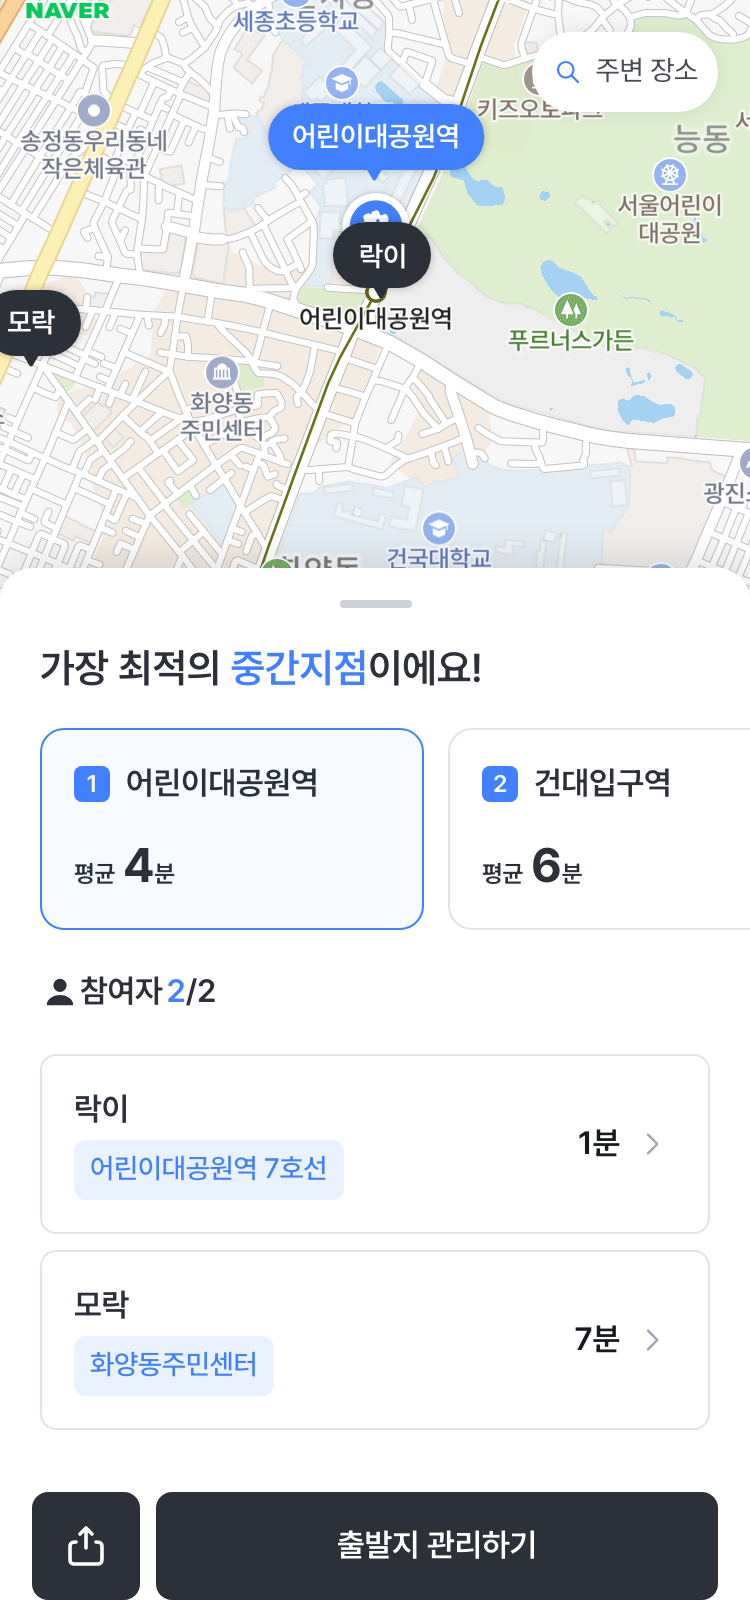 NAVER
세종초등학교
주변 장소
키즈오토파크
어린이대공원역
능동
송정동우리동네
작은체육관
서울어린이
대공원
락이
모락
어린이대공원역
푸르너스가든
화양동
주민센터
광진
건국대학교
화양동
가장 최적의 중간지점이에요!
1 어린이대공원역
평균 4분
2 건대입구역
평균 6분
참여자 2/2
락이
어린이대공원역 7호선
1분
모락
화양동주민센터
7분
출발지 관리하기